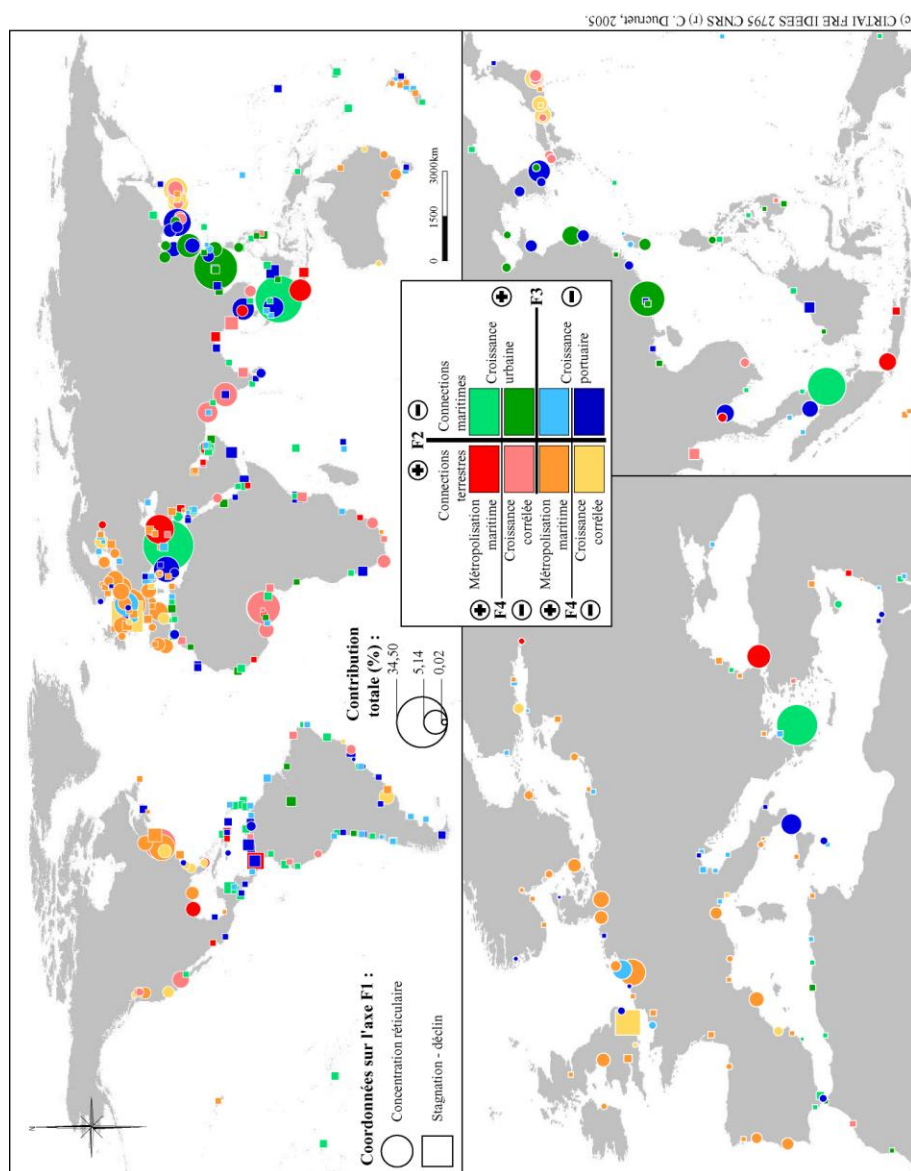 c) CIRTAI FRE IDEES 2795 CNRS (r) C. Ducruet, 2005.
N
0 1500 3000km
Coordonnées sur l'axe F1 :
Concentration réticulaire
Stagnation - déclin
Contribution
totale (%) :
34,50
5,14
0,02
F2
Connections
terrestres
Connections
maritimes
Métropolisation
maritime
F4
Croissance
corrélée
Croissance
urbaine
F3
Métropolisation
maritime
F4
Croissance
corrélée
Croissance
portuaire